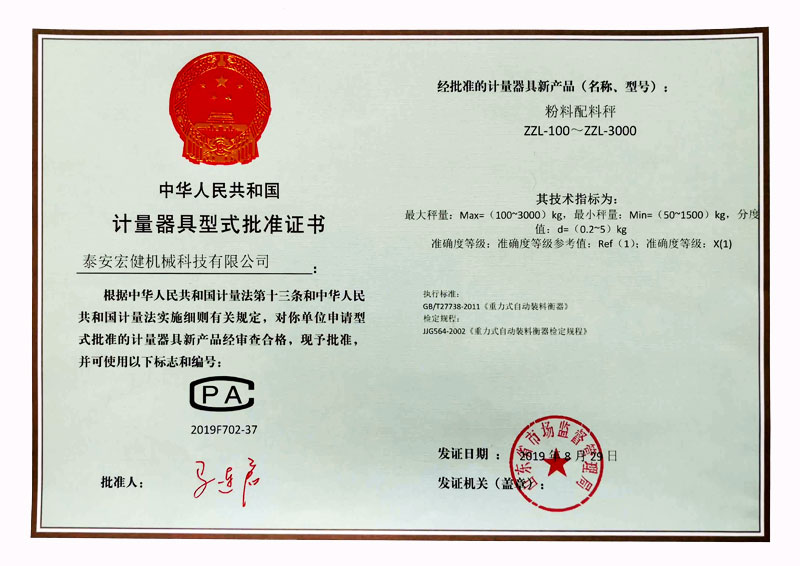 中华人民共和国
计量器具型式批准证书
泰安宏健机械科技有限公司：
根据中华人民共和国计量法第十三条和中华人民
共和国计量法实施细则有关规定，对你单位申请型
式批准的计量器具新产品经审查合格，现予批准，
并可使用以下标志和编号：
CPA
2019F702-37
批准人：
经批准的计量器具新产品（名称、型号）：
粉料配料秤
ZZL-100～ZZL-3000
其技术指标为：
最大秤量：Max=（100~3000）kg，最小秤量：Min=（50~1500）kg，分度
值：d=（0.2~5）kg
准确度等级：准确度等级参考值：Ref（1）；准确度等级：X(1)
执行标准：
GB/T27738-2011《重力式自动装料衡器》
检定规程：
JJG564-2002《重力式自动装料衡器检定规程》
发证日期：2019年8月29日
发证机关（盖章）：
山东省市场监督管理局